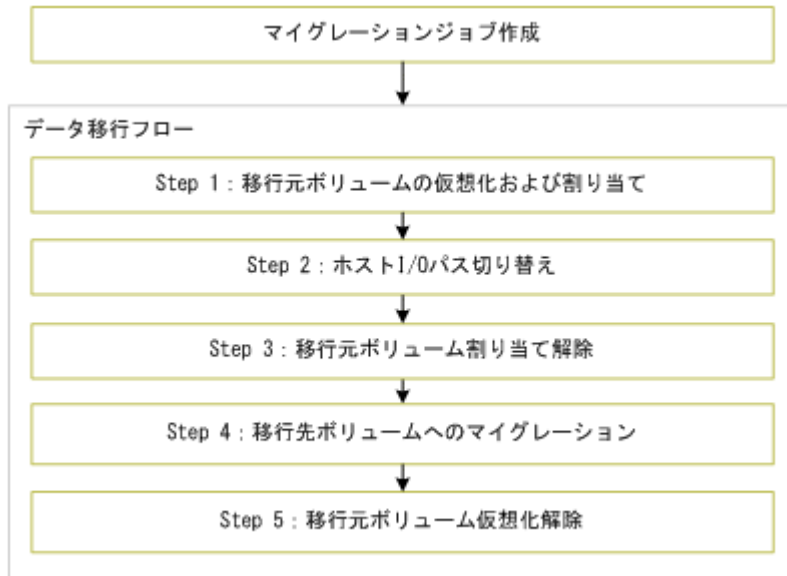 マイグレーションジョブ作成
データ移行フロー
Step 1：移行元ボリュームの仮想化および割り当て
Step 2：ホストI/Oパス切り替え
Step 3：移行元ボリューム割り当て解除
Step 4：移行先ボリュームへのマイグレーション
Step 5：移行元ボリューム仮想化解除